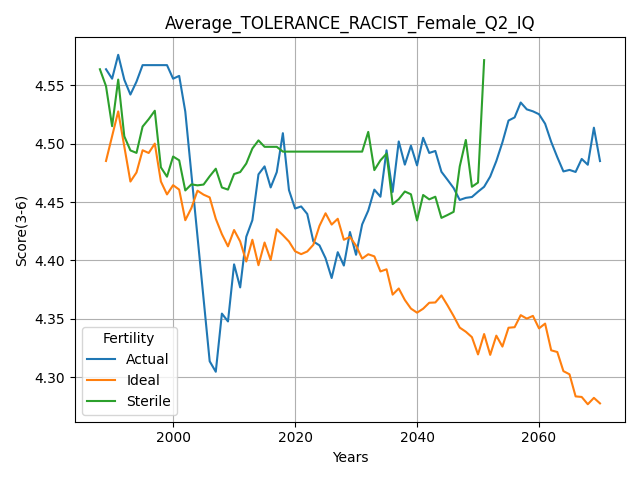 Average_TOLERANCE_RACIST_Female_Q2_IQ
Score(3-6)
4.55
4.50
4.45
4.40
4.35
4.30
Fertility
Actual
Ideal
Sterile
2000
2020
2040
2060
Years